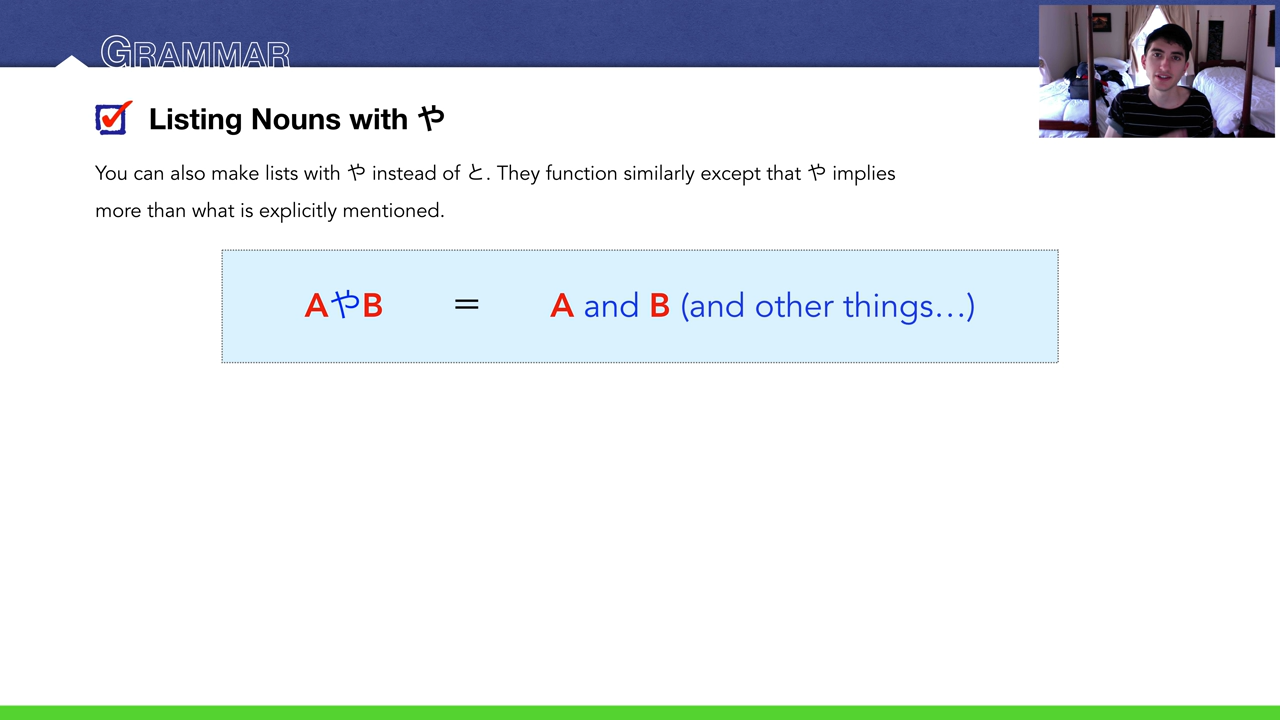 GRAMMAR
Listing Nouns with や
You can also make lists with や instead of と. They function similarly except that や implies
more than what is explicitly mentioned.
AやB = A and B (and other things…)